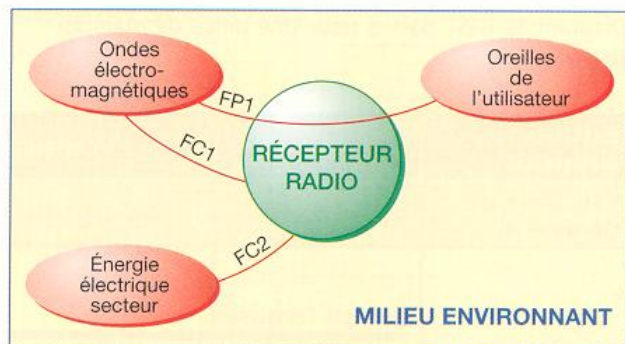 Ondes
électro-
magnétiques
Oreilles
de
l'utilisateur
FP1
FC1
RÉCEPTEUR
RADIO
FC2
Énergie
électrique
secteur
MILIEU ENVIRONNANT